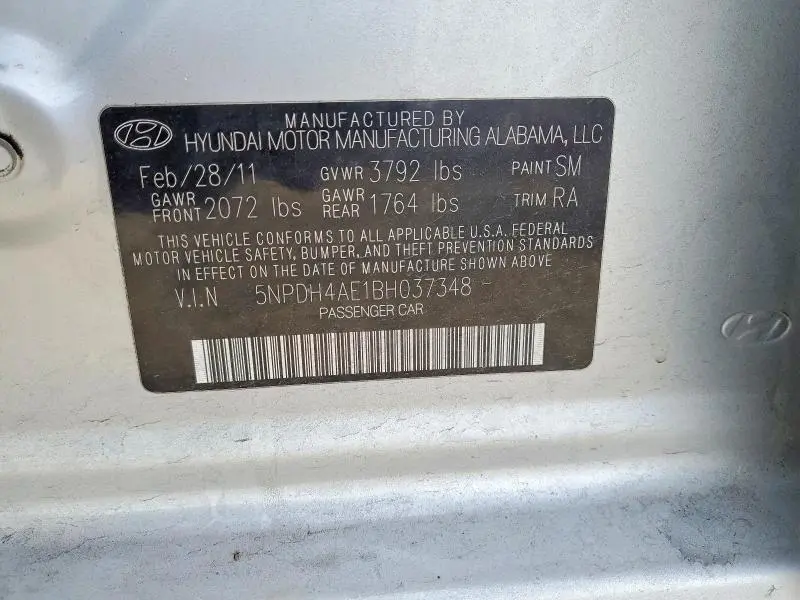 MANUFACTURED BY
HYUNDAI MOTOR MANUFACTURING ALABAMA, LLC
Feb/28/11 GVWR 3792 lbs PAINT SM
GAWR FRONT 2072 lbs GAWR REAR 1764 lbs TRIM RA
THIS VEHICLE CONFORMS TO ALL APPLICABLE U.S.A. FEDERAL
MOTOR VEHICLE SAFETY, BUMPER, AND THEFT PREVENTION STANDARDS
IN EFFECT ON THE DATE OF MANUFACTURE SHOWN ABOVE.
V.I.N 5NPDH4AE1BH037348
PASSENGER CAR